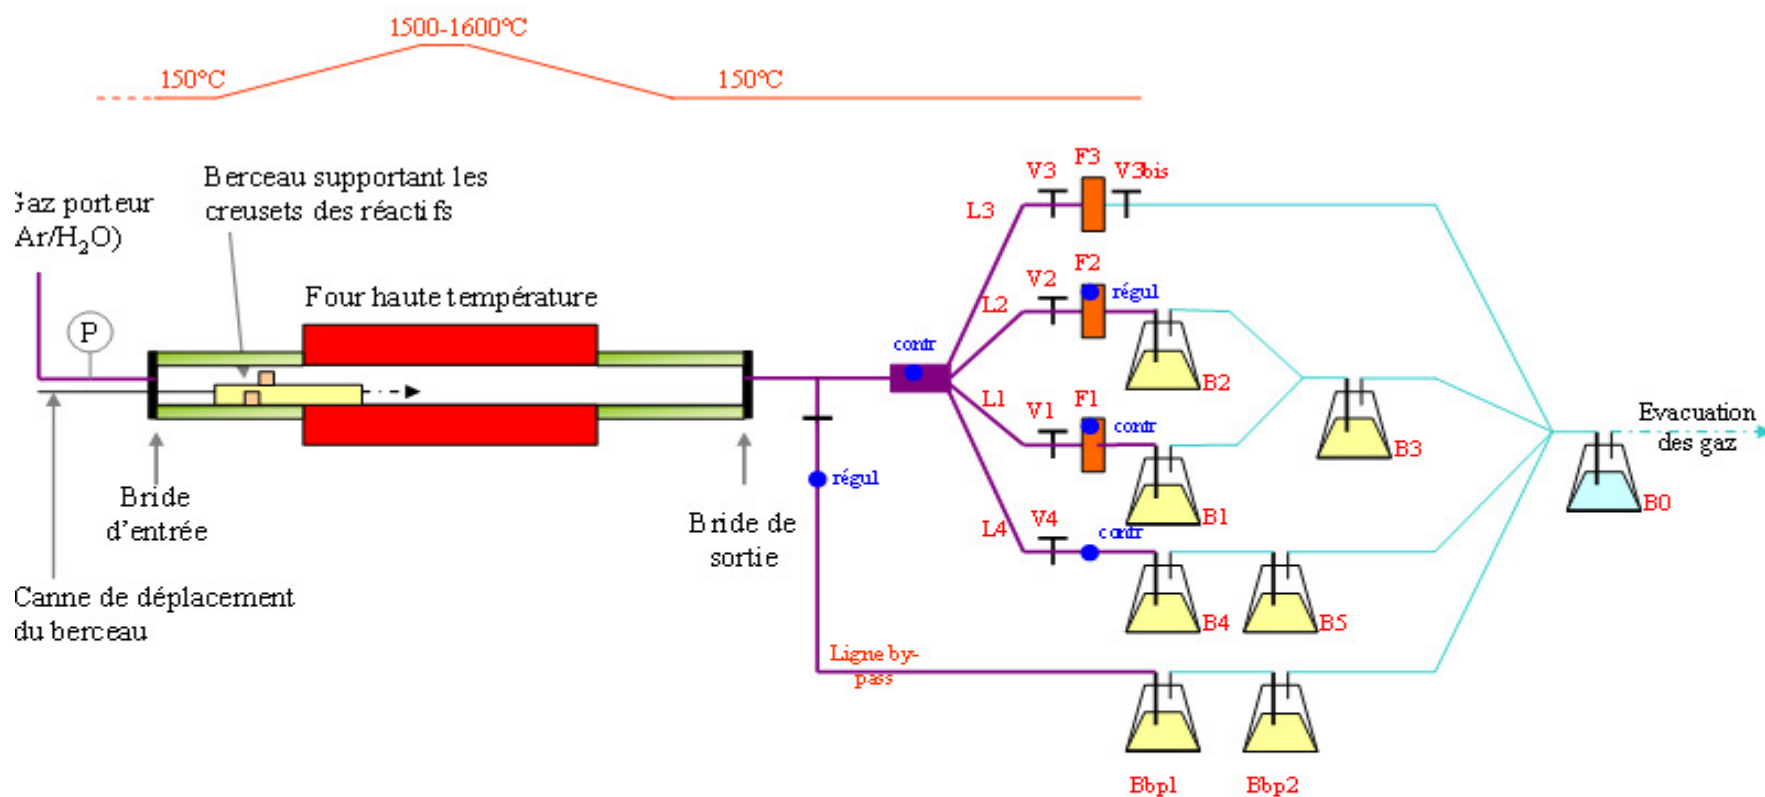 1500-1600°C
150°C
150°C
Gaz porteur
Ar/H₂O)
Berceau supportant les
creusets des réactifs
Four haute température
P
Bride
d'entrée
Bride de
sortie
Canne de déplacement
du berceau
contr
régul
Ligne by-
pass
L3
V3
F3
V3bis
L2
V2
F2
régul
B2
L1
V1
F1
contr
B1
B3
L4
V4
contr
B4
B5
Bbp1
Bbp2
B0
Evacuation
des gaz